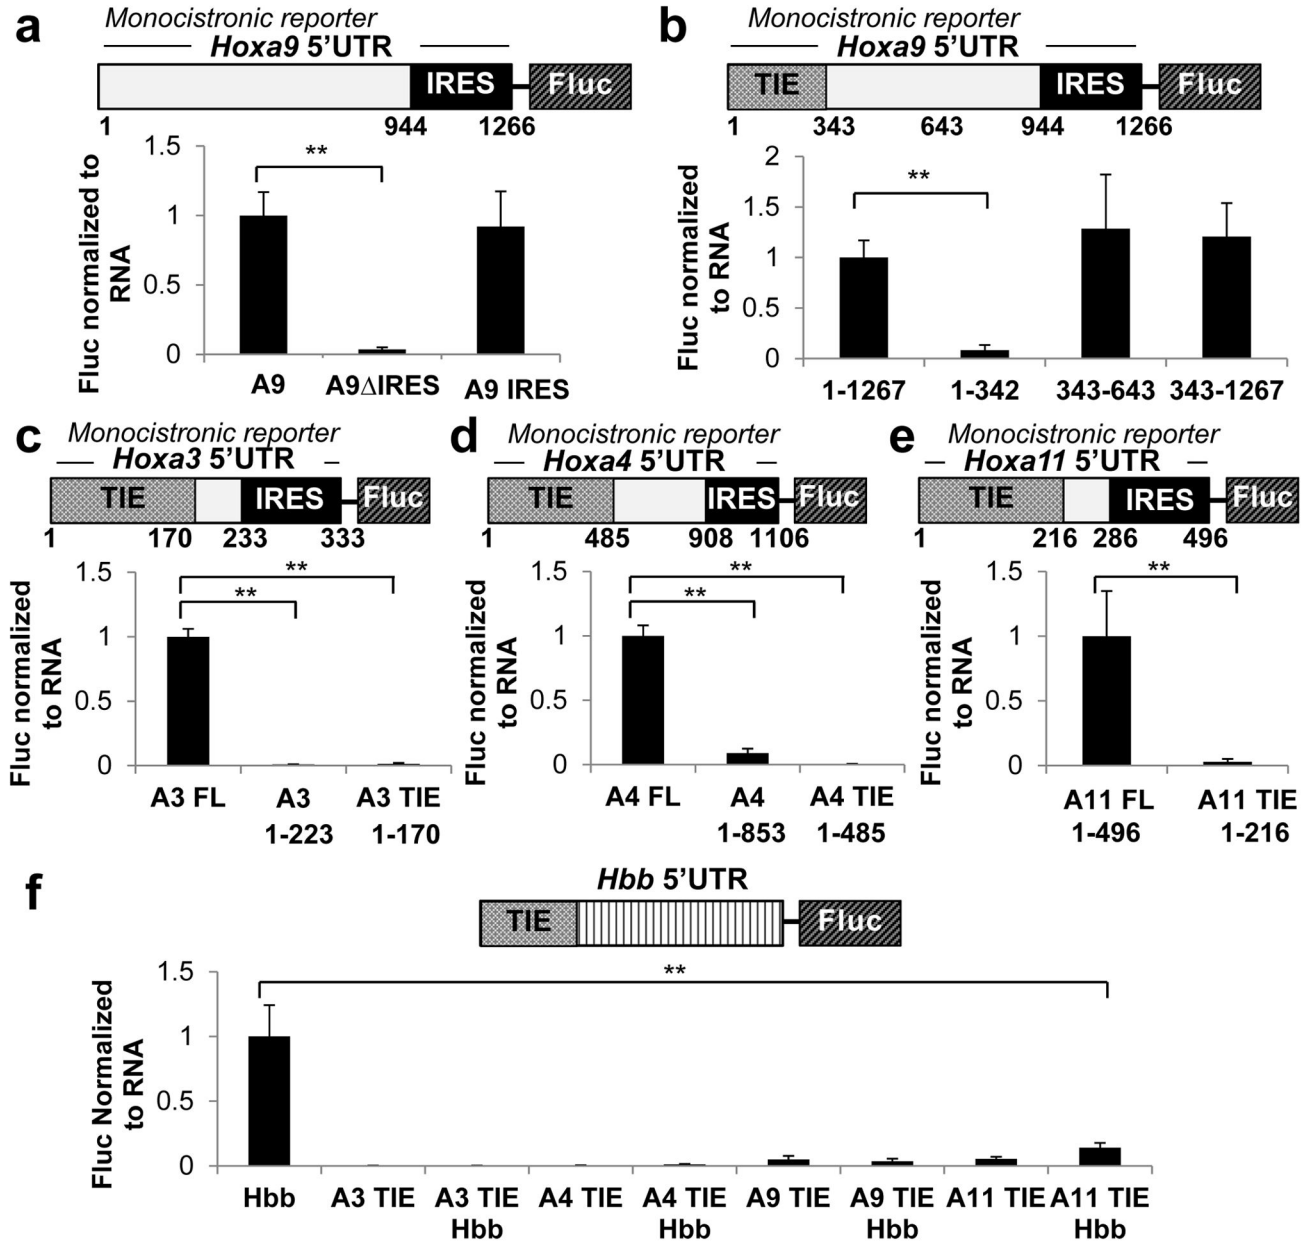 a
Monocistronic reporter
Hoxa9 5’UTR
IRES
Fluc
1 944 1266
Fluc normalized to
RNA
1.5
1
0.5
0
**
A9 A9∆IRES A9 IRES
b
Monocistronic reporter
Hoxa9 5’UTR
TIE IRES Fluc
1 343 643 944 1266
Fluc normalized
to RNA
2
1.5
1
0.5
0
**
1-1267 1-342 343-643 343-1267
c
Monocistronic reporter
Hoxa3 5’UTR
TIE IRES Fluc
1 170 233 333
Fluc normalized
to RNA
1.5
1
0.5
0
**
**
A3 FL A3 A3 TIE
1-223 1-170
d
Monocistronic reporter
Hoxa4 5’UTR
TIE IRES Fluc
1 485 908 1106
Fluc normalized
to RNA
1.5
1
0.5
0
**
**
A4 FL A4 A4 TIE
1-853 1-485
e
Monocistronic reporter
Hoxa11 5’UTR
TIE IRES Fluc
1 216 286 496
Fluc normalized
to RNA
1.5
1
0.5
0
**
A11 FL A11 TIE
1-496 1-216
f
Hbb 5’UTR
TIE Fluc
Fluc Normalized
to RNA
1.5
1
0.5
0
**
Hbb A3 TIE A3 TIE A4 TIE A4 TIE A9 TIE A9 TIE A11 TIE A11 TIE
Hbb Hbb Hbb Hbb